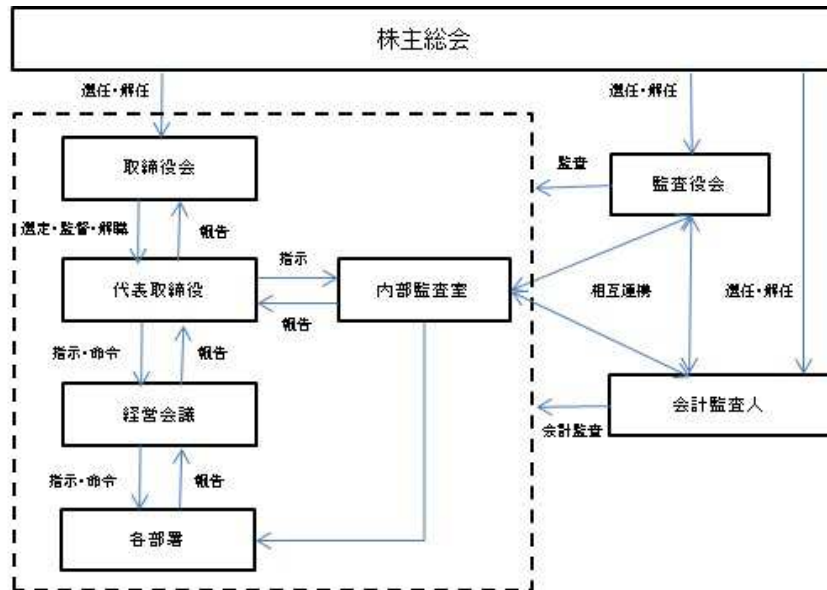 株主総会
選任・解任
選任・解任
取締役会
監査
監査役会
選定・監督・解職
報告
指示
代表取締役
内部監査室
相互連携
選任・解任
報告
指示・命令
報告
経営会議
会計監査人
会計監査
指示・命令
報告
各部署